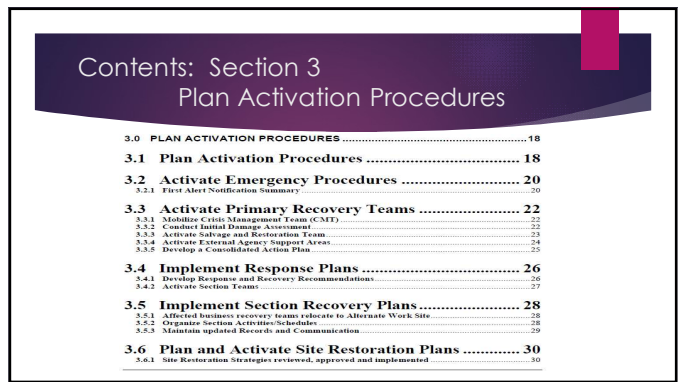 Contents: Section 3
Plan Activation Procedures
3.0 PLAN ACTIVATION PROCEDURES ........................................................18
3.1 Plan Activation Procedures ................................... 18
3.2 Activate Emergency Procedures ........................... 20
3.2.1 First Alert Notification Summary ........................................................ 20
3.3 Activate Primary Recovery Teams ....................... 22
3.3.1 Mobilize Crisis Management Team (CMT) ........................................................ 22
3.3.2 Conduct Initial Damage Assessment ........................................................ 22
3.3.3 Activate Salvage and Restoration Team ........................................................ 23
3.3.4 Activate External Agency Support Areas ........................................................ 24
3.3.5 Develop a Consolidated Action Plan ........................................................ 25
3.4 Implement Response Plans .................................... 26
3.4.1 Develop Response and Recovery Recommendations ............................................. 26
3.4.2 Activate Section Teams ........................................................ 27
3.5 Implement Section Recovery Plans ....................... 28
3.5.1 Affected business recovery teams relocate to Alternate Work Site ............................. 28
3.5.2 Organize Section Activities/Schedules ........................................................ 28
3.5.3 Maintain updated Records and Communication ................................................ 29
3.6 Plan and Activate Site Restoration Plans ............. 30
3.6.1 Site Restoration Strategies reviewed, approved and implemented ............................. 30